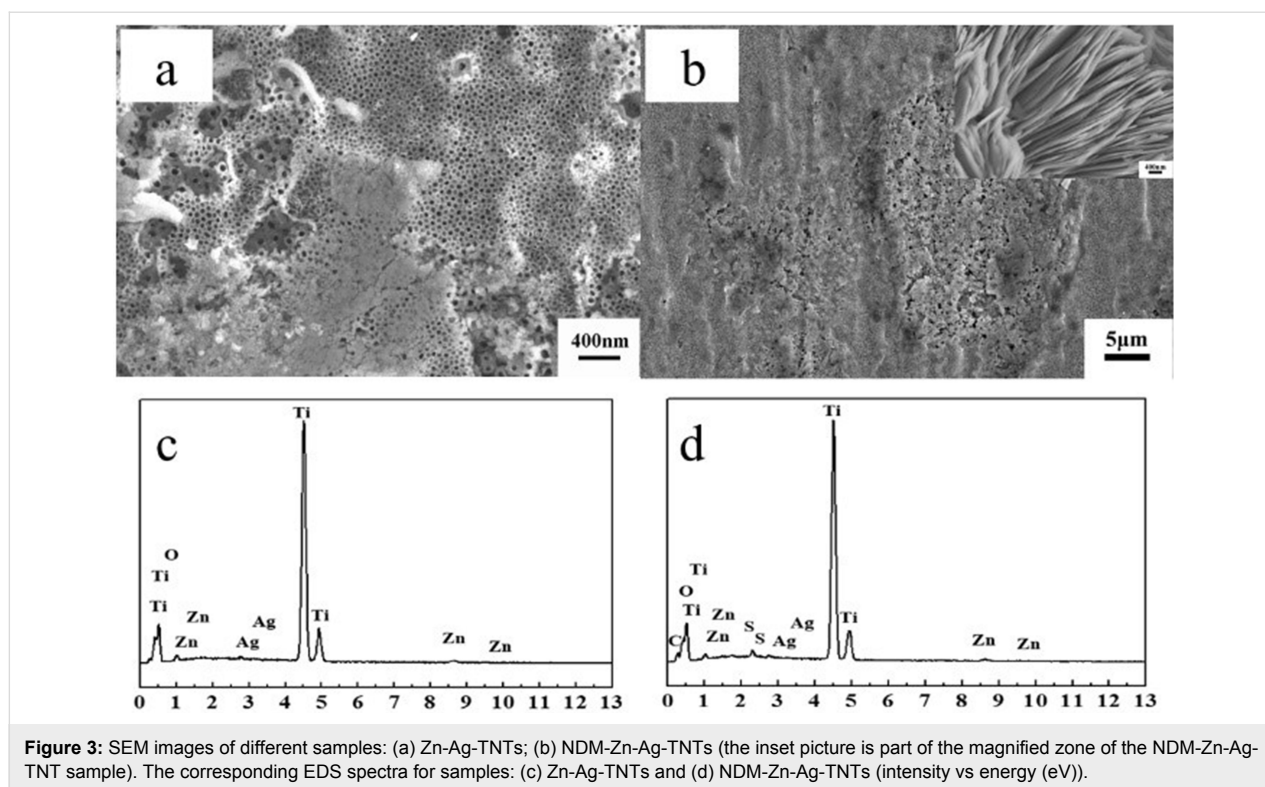 a
b
400nm
400nm
5μm
c
Ti
O
Ti
Ti
Zn
Zn
Ag
Ag
Ti
Zn
Zn
0 1 2 3 4 5 6 7 8 9 10 11 12 13
d
Ti
Ti
O
Ti
C
Zn
Zn
S
S
Ag
Ag
Ti
Zn
Zn
0 1 2 3 4 5 6 7 8 9 10 11 12 13
Figure 3: SEM images of different samples: (a) Zn-Ag-TNTs; (b) NDM-Zn-Ag-TNTs (the inset picture is part of the magnified zone of the NDM-Zn-Ag-
TNT sample). The corresponding EDS spectra for samples: (c) Zn-Ag-TNTs and (d) NDM-Zn-Ag-TNTs (intensity vs energy (eV)).